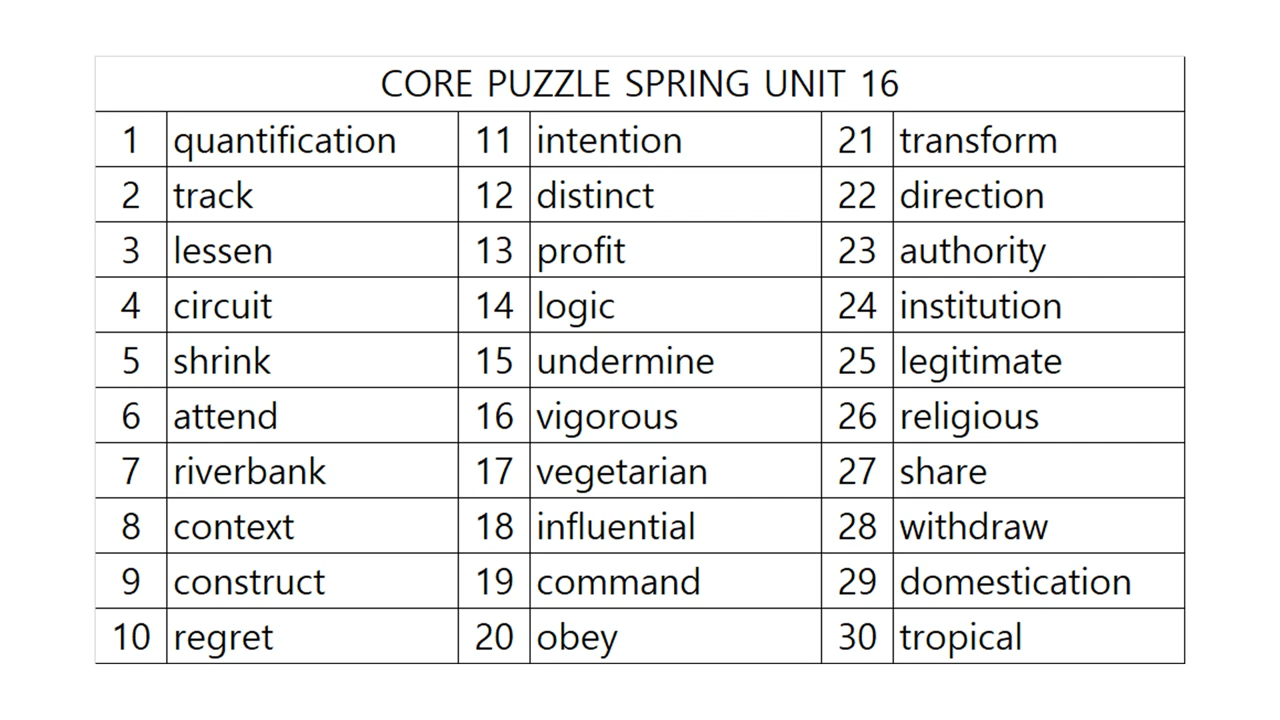 CORE PUZZLE SPRING UNIT 16
1 quantification 11 intention 21 transform
2 track 12 distinct 22 direction
3 lessen 13 profit 23 authority
4 circuit 14 logic 24 institution
5 shrink 15 undermine 25 legitimate
6 attend 16 vigorous 26 religious
7 riverbank 17 vegetarian 27 share
8 context 18 influential 28 withdraw
9 construct 19 command 29 domestication
10 regret 20 obey 30 tropical